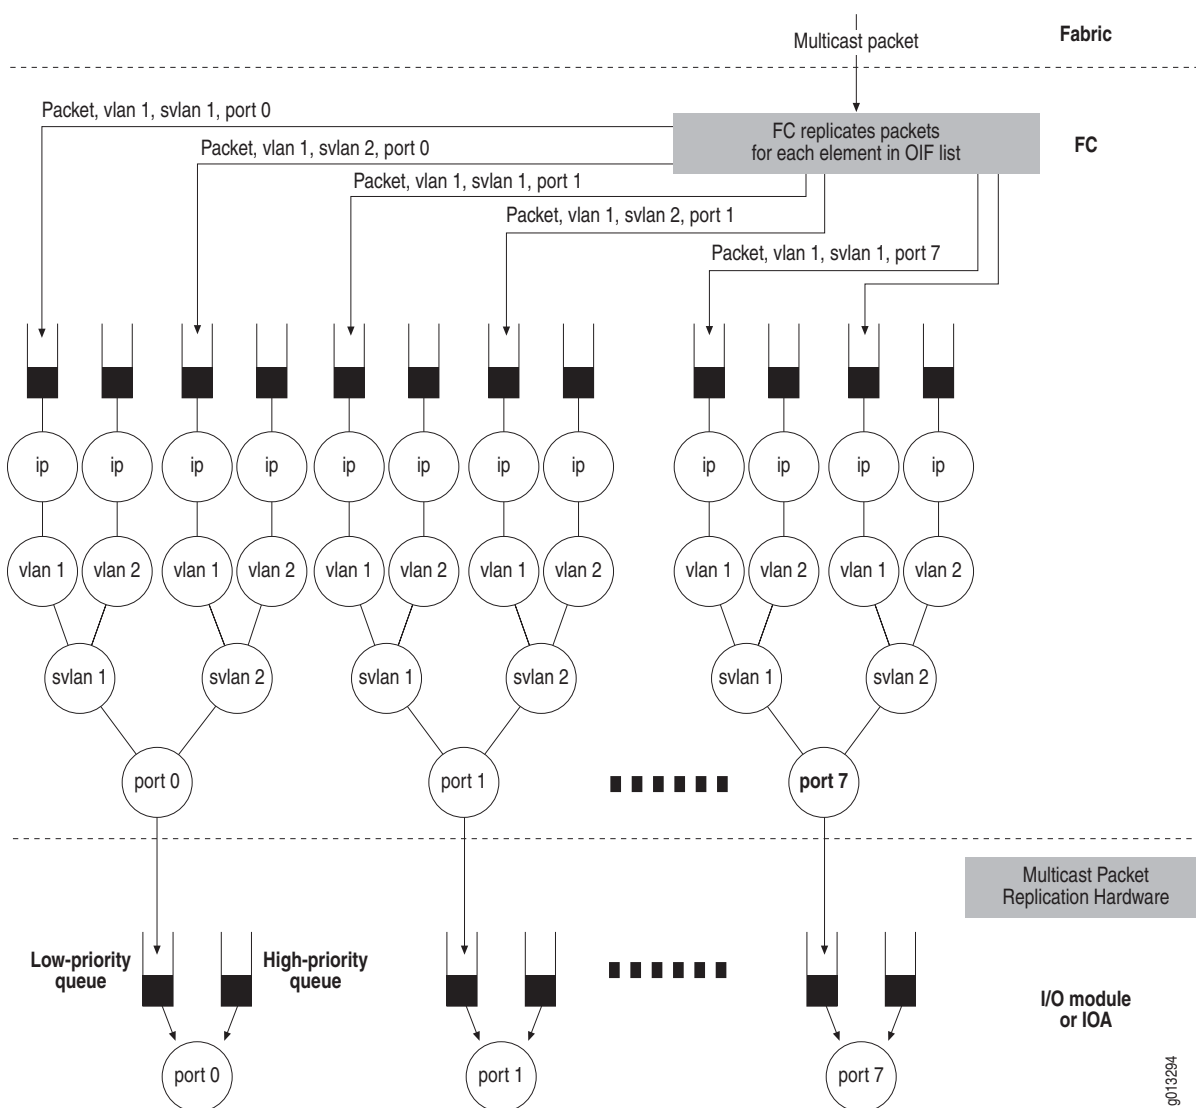 Multicast packet
Fabric
Packet, vlan 1, svlan 1, port 0
FC replicates packets
for each element in OIF list
FC
Packet, vlan 1, svlan 2, port 0
Packet, vlan 1, svlan 1, port 1
Packet, vlan 1, svlan 2, port 1
Packet, vlan 1, svlan 1, port 7
ip ip ip ip ip ip ip ip ip ip ip ip
vlan 1 vlan 2 vlan 1 vlan 2 vlan 1 vlan 2 vlan 1 vlan 2 vlan 1 vlan 2 vlan 1 vlan 2
svlan 1 svlan 2 svlan 1 svlan 2 svlan 1 svlan 2
port 0 port 1 port 7
Multicast Packet
Replication Hardware
Low-priority
queue
High-priority
queue
I/O module
or IOA
port 0 port 1 port 7
g013294